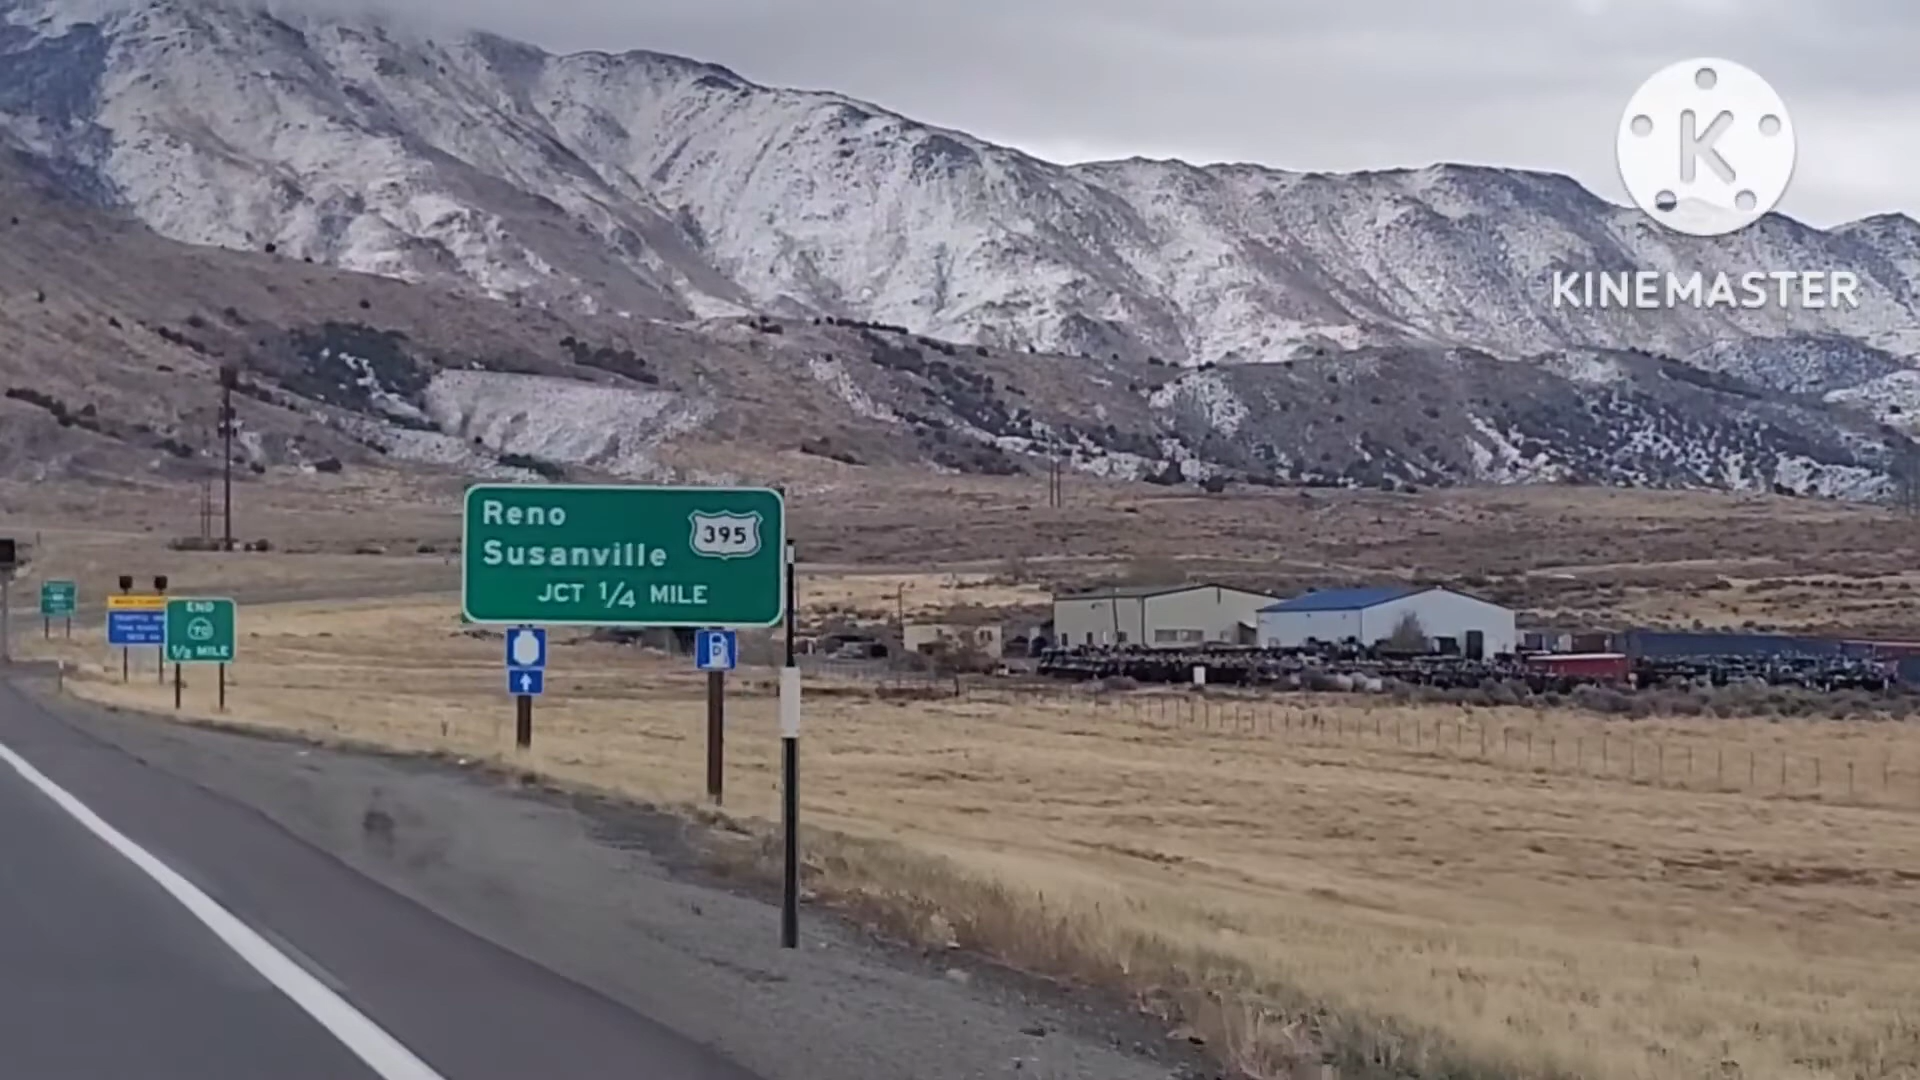 Reno
Susanville
395
JCT 1/4 MILE
END
70
1/2 MILE
K
KINEMASTER